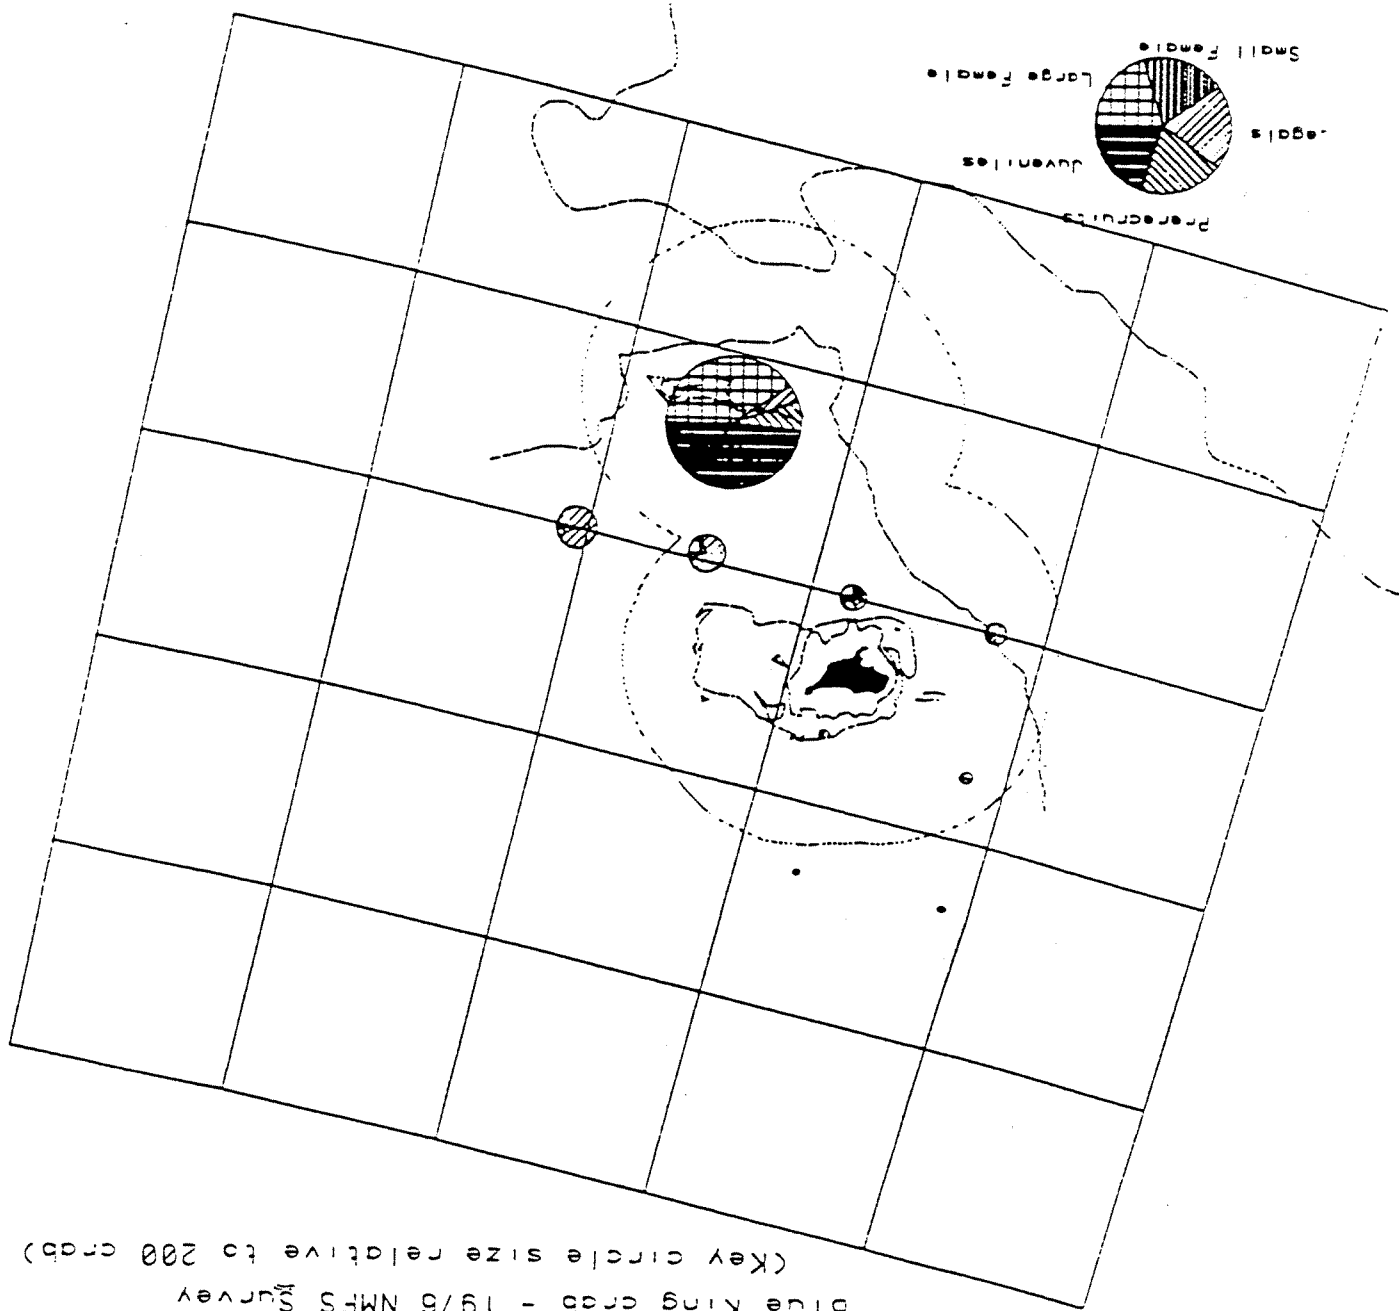 Blue King crab - 1975 NMFS Survey
(Key circle size relative to 200 crab)
Prerecruits
Juveniles
Legals
Large Female
Small Female